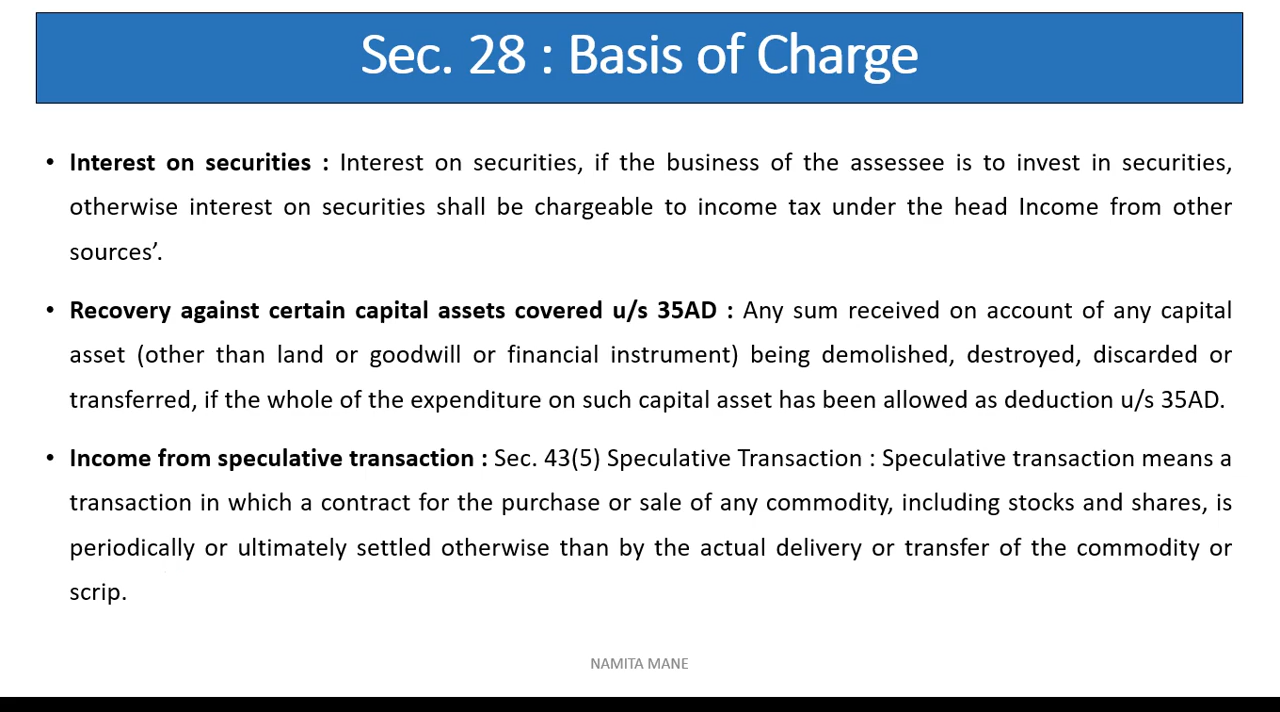 Sec. 28 : Basis of Charge
• Interest on securities : Interest on securities, if the business of the assessee is to invest in securities,
otherwise interest on securities shall be chargeable to income tax under the head Income from other
sources’.
• Recovery against certain capital assets covered u/s 35AD : Any sum received on account of any capital
asset (other than land or goodwill or financial instrument) being demolished, destroyed, discarded or
transferred, if the whole of the expenditure on such capital asset has been allowed as deduction u/s 35AD.
• Income from speculative transaction : Sec. 43(5) Speculative Transaction : Speculative transaction means a
transaction in which a contract for the purchase or sale of any commodity, including stocks and shares, is
periodically or ultimately settled otherwise than by the actual delivery or transfer of the commodity or
scrip.
NAMITA MANE